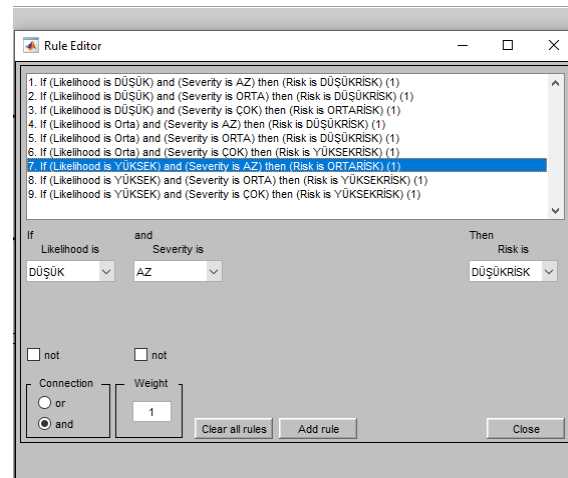 Rule Editor
1. If (Likelihood is DÜŞÜK) and (Severity is AZ) then (Risk is DÜŞÜKRİSK) (1)
2. If (Likelihood is DÜŞÜK) and (Severity is ORTA) then (Risk is DÜŞÜKRİSK) (1)
3. If (Likelihood is DÜŞÜK) and (Severity is ÇOK) then (Risk is ORTARİSK) (1)
4. If (Likelihood is Orta) and (Severity is AZ) then (Risk is DÜŞÜKRİSK) (1)
5. If (Likelihood is Orta) and (Severity is ORTA) then (Risk is DÜŞÜKRİSK) (1)
6. If (Likelihood is Orta) and (Severity is ÇOK) then (Risk is YÜKSEKRİSK) (1)
7. If (Likelihood is YÜKSEK) and (Severity is AZ) then (Risk is ORTARİSK) (1)
8. If (Likelihood is YÜKSEK) and (Severity is ORTA) then (Risk is YÜKSEKRİSK) (1)
9. If (Likelihood is YÜKSEK) and (Severity is ÇOK) then (Risk is YÜKSEKRİSK) (1)
If and Then
Likelihood is Severity is Risk is
DÜŞÜK AZ DÜŞÜKRİSK
not not
Connection Weight
or
1
and
Clear all rules Add rule Close